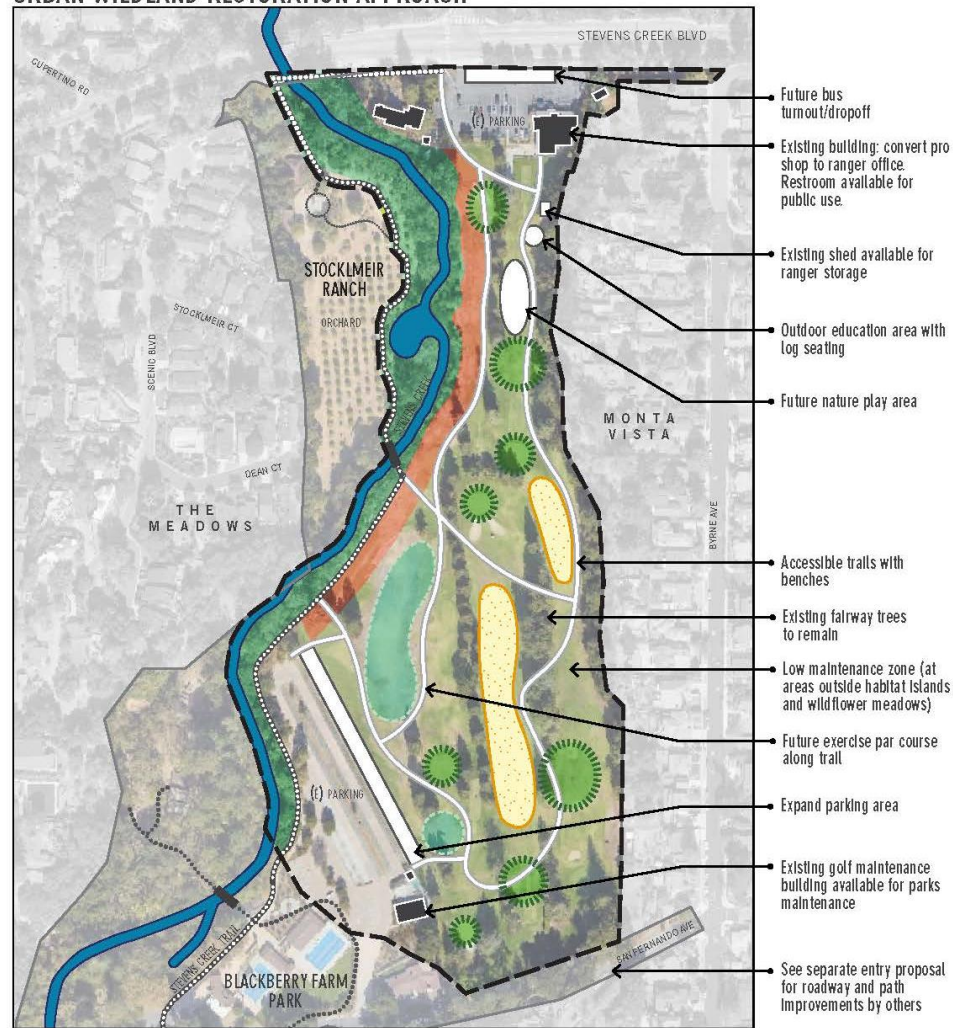 URBAN WILDLAND RESTORATION APPROACH
STEVENS CREEK BLVD
CUPERTINO RD
(E) PARKING
Future bus
turnout/dropoff
Existing building: convert pro
shop to ranger office.
Restroom available for
public use.
Existing shed available for
ranger storage
STOCKLMEIR
RANCH
ORCHARD
STOCKLMEIR CT
SCENIC BLVD
Outdoor education area with
log seating
Future nature play area
STEVENS CREEK
MONTA
VISTA
DEAN CT
THE
MEADOWS
BYRNE AVE
Accessible trails with
benches
Existing fairway trees
to remain
Low maintenance zone (at
areas outside habitat islands
and wildflower meadows)
Future exercise par course
along trail
(E) PARKING
Expand parking area
Existing golf maintenance
building available for parks
maintenance
STEVENS CREEK TRAIL
SAN FERNANDO AVE
BLACKBERRY FARM
PARK
See separate entry proposal
for roadway and path
improvements by others